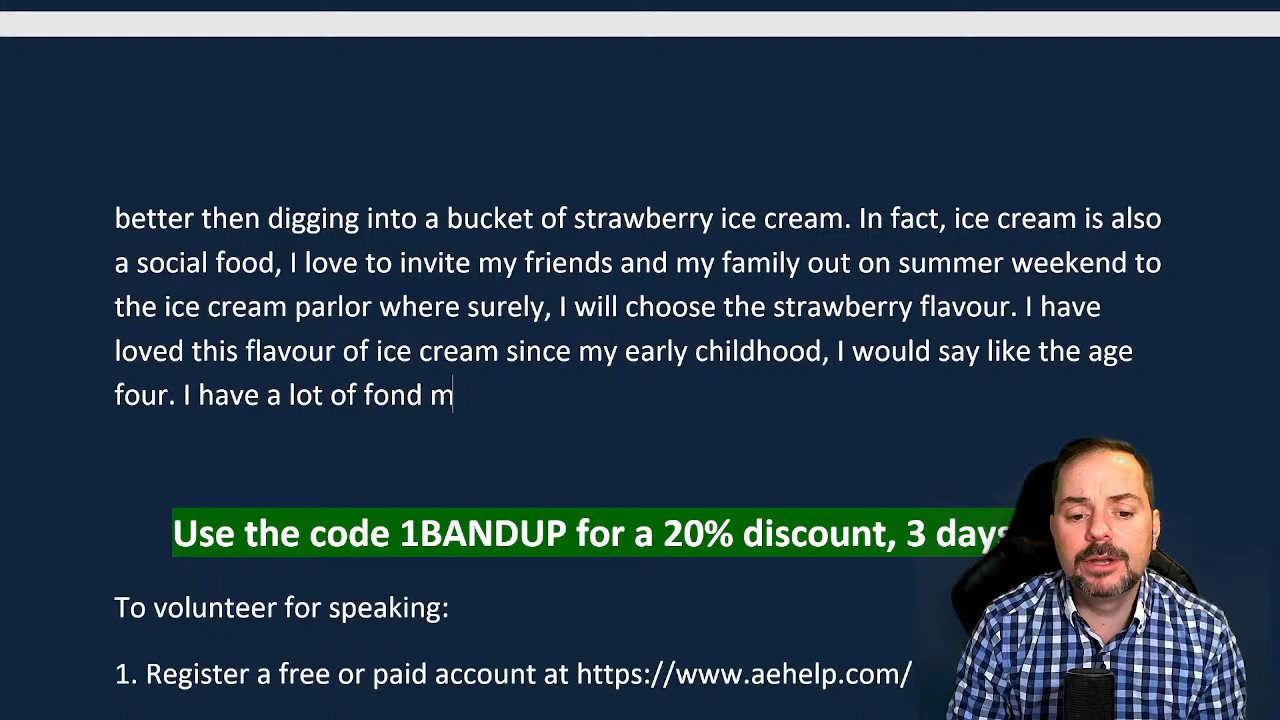 better then digging into a bucket of strawberry ice cream. In fact, ice cream is also
a social food, I love to invite my friends and my family out on summer weekend to
the ice cream parlor where surely, I will choose the strawberry flavour. I have
loved this flavour of ice cream since my early childhood, I would say like the age
four. I have a lot of fond m
Use the code 1BANDUP for a 20% discount, 3 days
To volunteer for speaking:
1. Register a free or paid account at https://www.aehelp.com/